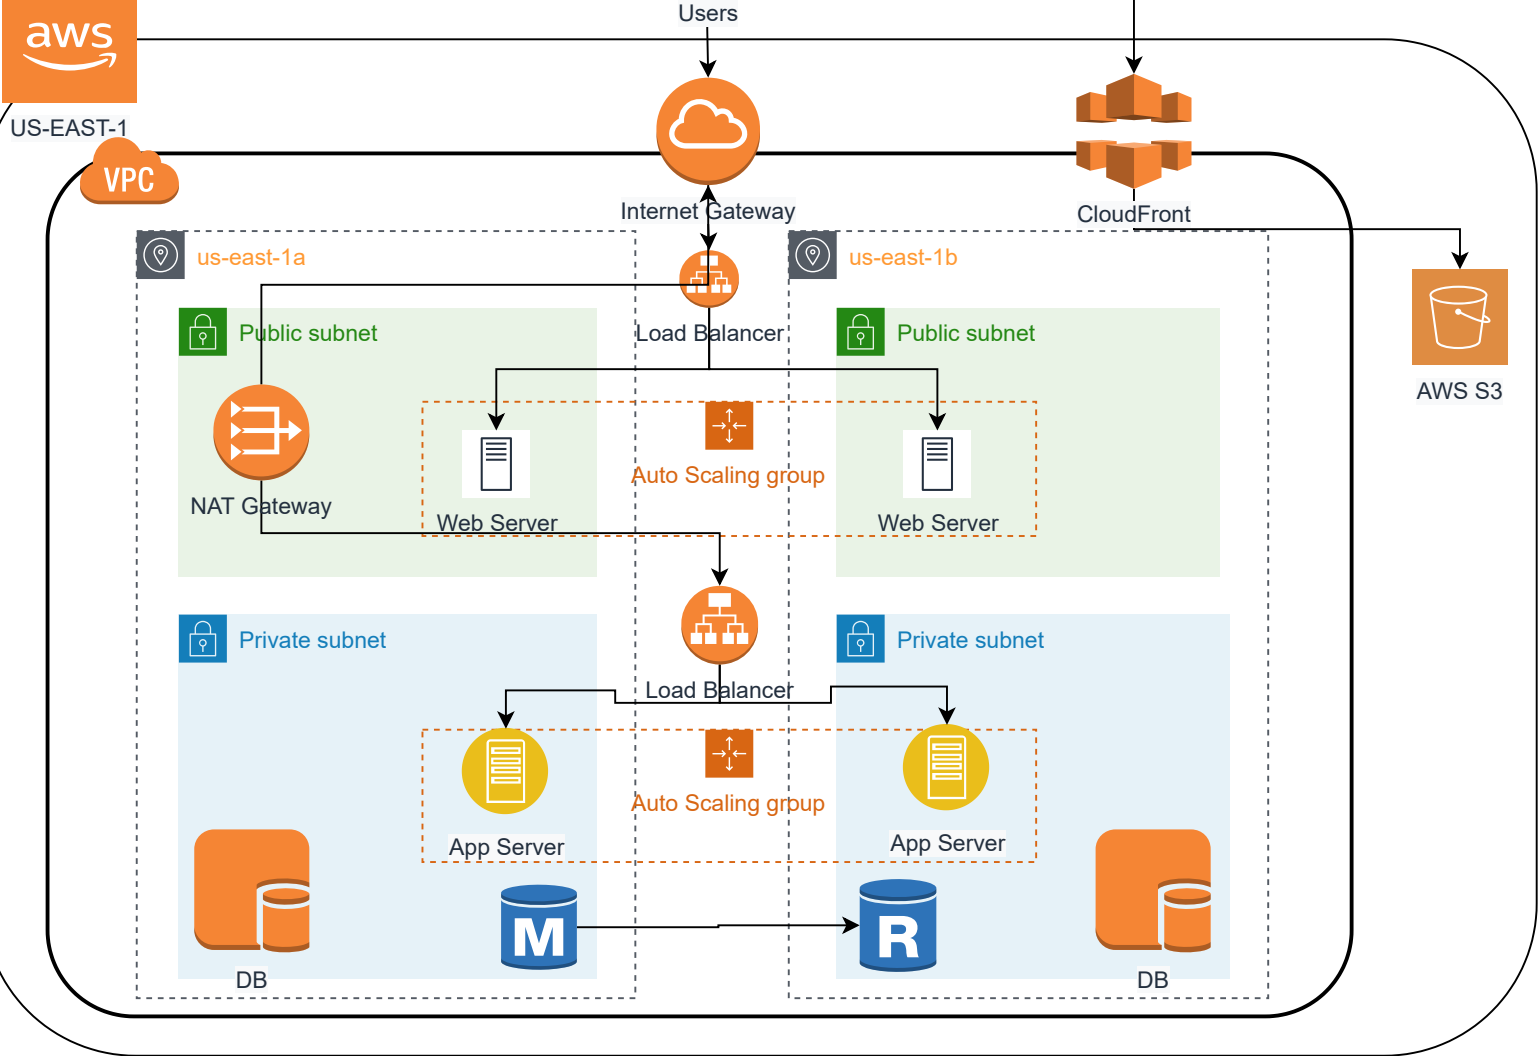 Users
aws
US-EAST-1
VPC
Internet Gateway
CloudFront
us-east-1a
us-east-1b
Public subnet
Load Balancer
Public subnet
AWS S3
Auto Scaling group
NAT Gateway
Web Server
Web Server
Private subnet
Private subnet
Load Balancer
Auto Scaling group
App Server
App Server
M
R
DB
DB